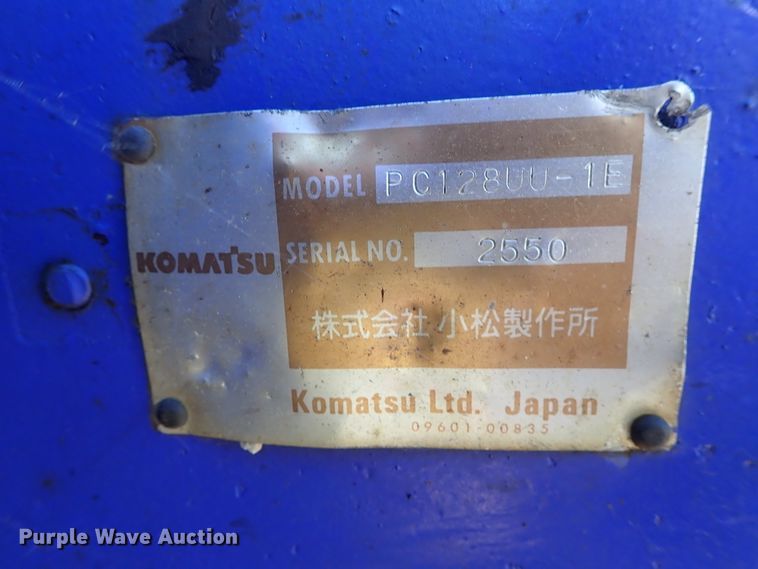 MODEL PC128UU-1E
KOMATSU
SERIAL NO. 2550
株式会社 小松製作所
Komatsu Ltd. Japan
09601-00835
Purple Wave Auction